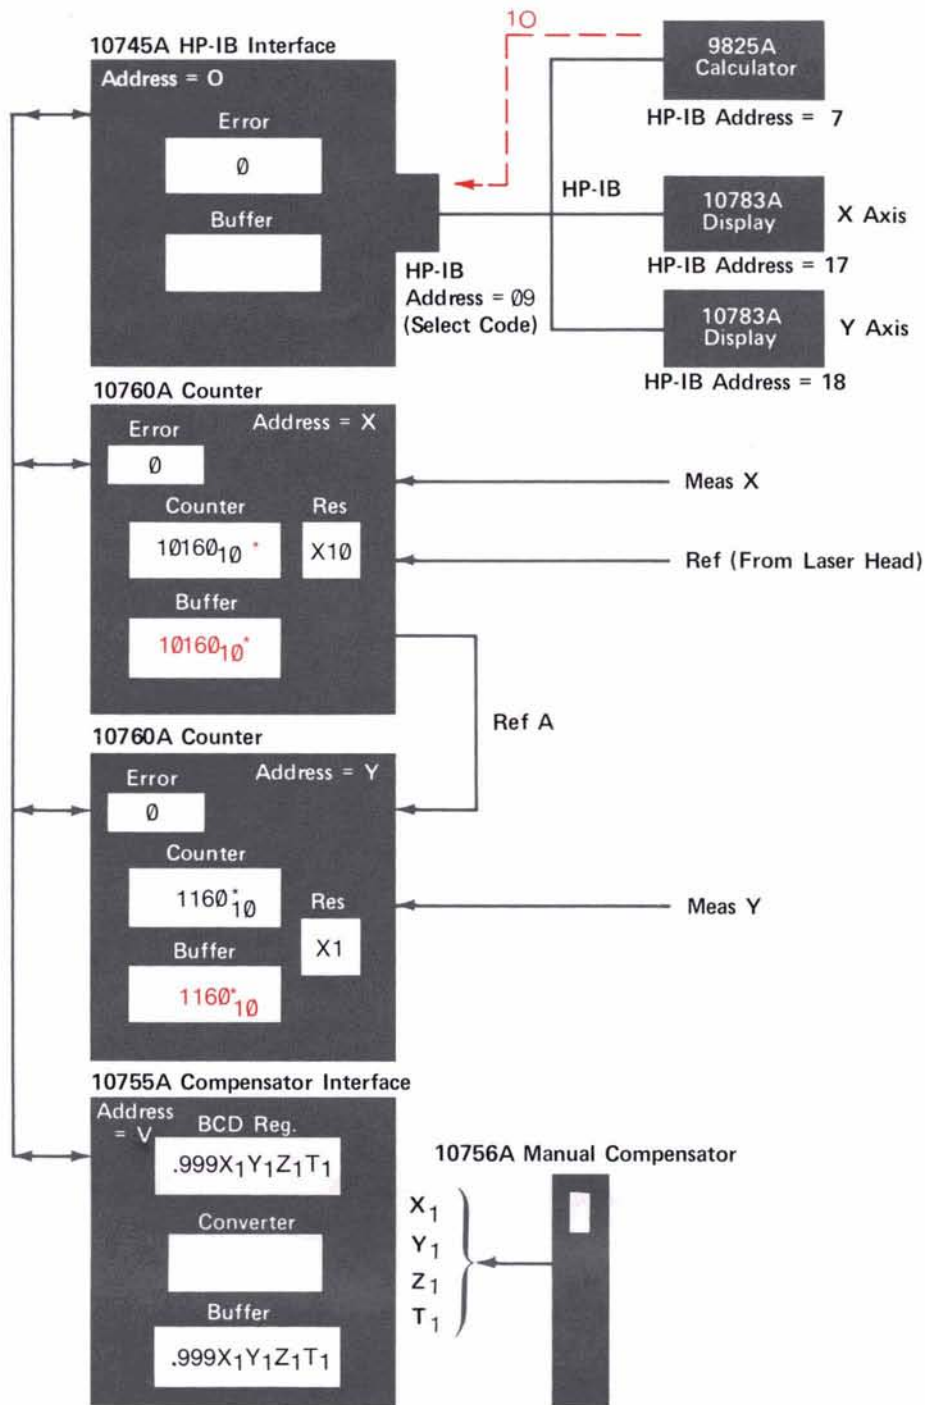 10
10745A HP-IB Interface
Address = O
Error
Ø
Buffer
9825A
Calculator
HP-IB Address = 7
HP-IB
10783A
Display
X Axis
HP-IB Address = 17
HP-IB
Address = Ø9
(Select Code)
10783A
Display
Y Axis
HP-IB Address = 18
10760A Counter
Error
Address = X
Ø
Counter
Res
1Ø16Ø1Ø *
X1Ø
Buffer
1Ø16Ø1Ø*
Meas X
Ref (From Laser Head)
Ref A
10760A Counter
Error
Address = Y
Ø
Counter
Res
116Ø*1Ø
X1
Buffer
116Ø*1Ø
Meas Y
10755A Compensator Interface
Address
= V
BCD Reg.
.999X1Y1Z1T1
Converter
Buffer
.999X1Y1Z1T1
10756A Manual Compensator
X1
Y1
Z1
T1